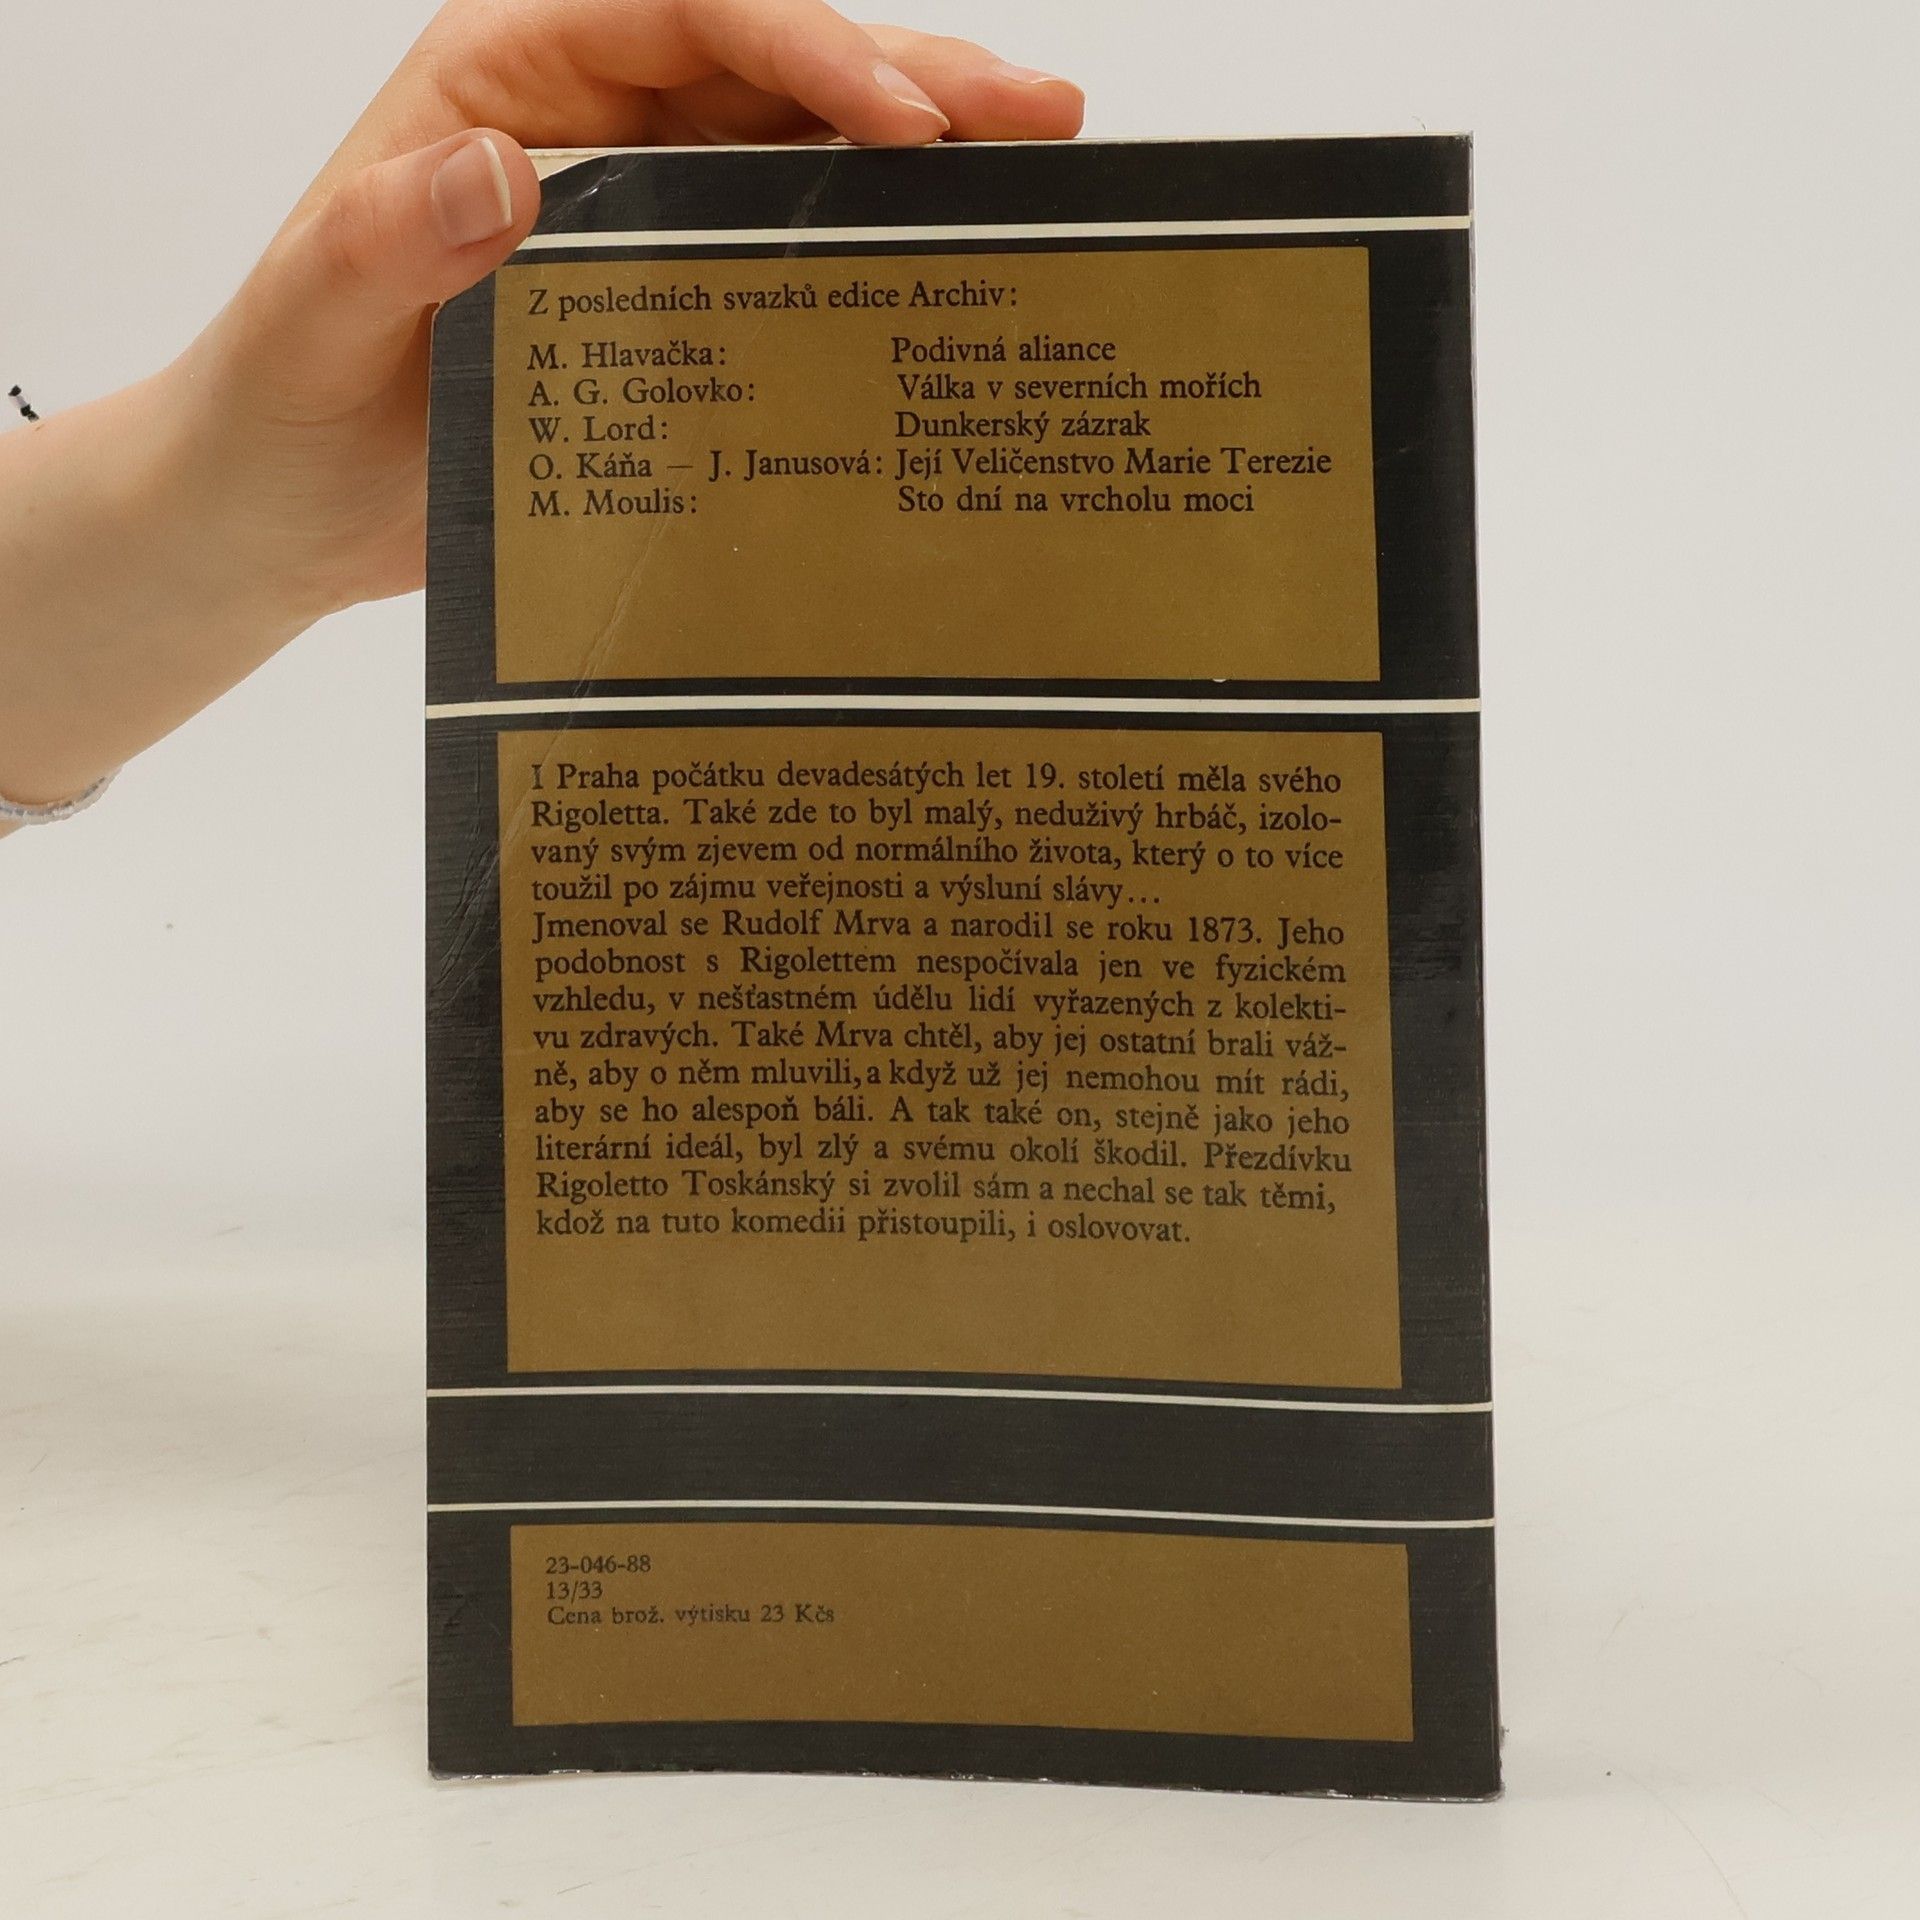 Z posledních svazků edice Archiv:
M. Hlavačka: Podivná aliance
A. G. Golovko: Válka v severních mořích
W. Lord: Dunkerský zázrak
O. Káňa — J. Janusová: Její Veličenstvo Marie Terezie
M. Moulis: Sto dní na vrcholu moci
I Praha počátku devadesátých let 19. století měla svého
Rigoletta. Také zde to byl malý, neduživý hrbáč, izolo-
vaný svým zjevem od normálního života, který o to více
toužil po zájmu veřejnosti a výsluní slávy...
Jmenoval se Rudolf Mrva a narodil se roku 1873. Jeho
podobnost s Rigolettem nespočívala jen ve fyzickém
vzhledu, v nešťastném údělu lidí vyřazených z kolekti-
vu zdravých. Také Mrva chtěl, aby jej ostatní brali váž-
ně, aby o něm mluvili, a když už jej nemohou mít rádi,
aby se ho alespoň báli. A tak také on, stejně jako jeho
literární ideál, byl zlý a svému okolí škodil. Přezdívku
Rigoletto Toskánský si zvolil sám a nechal se tak těmi,
kdož na tuto komedii přistoupili, i oslovovat.
23-046-88
13/33
Cena brož. výtisku 23 Kčs